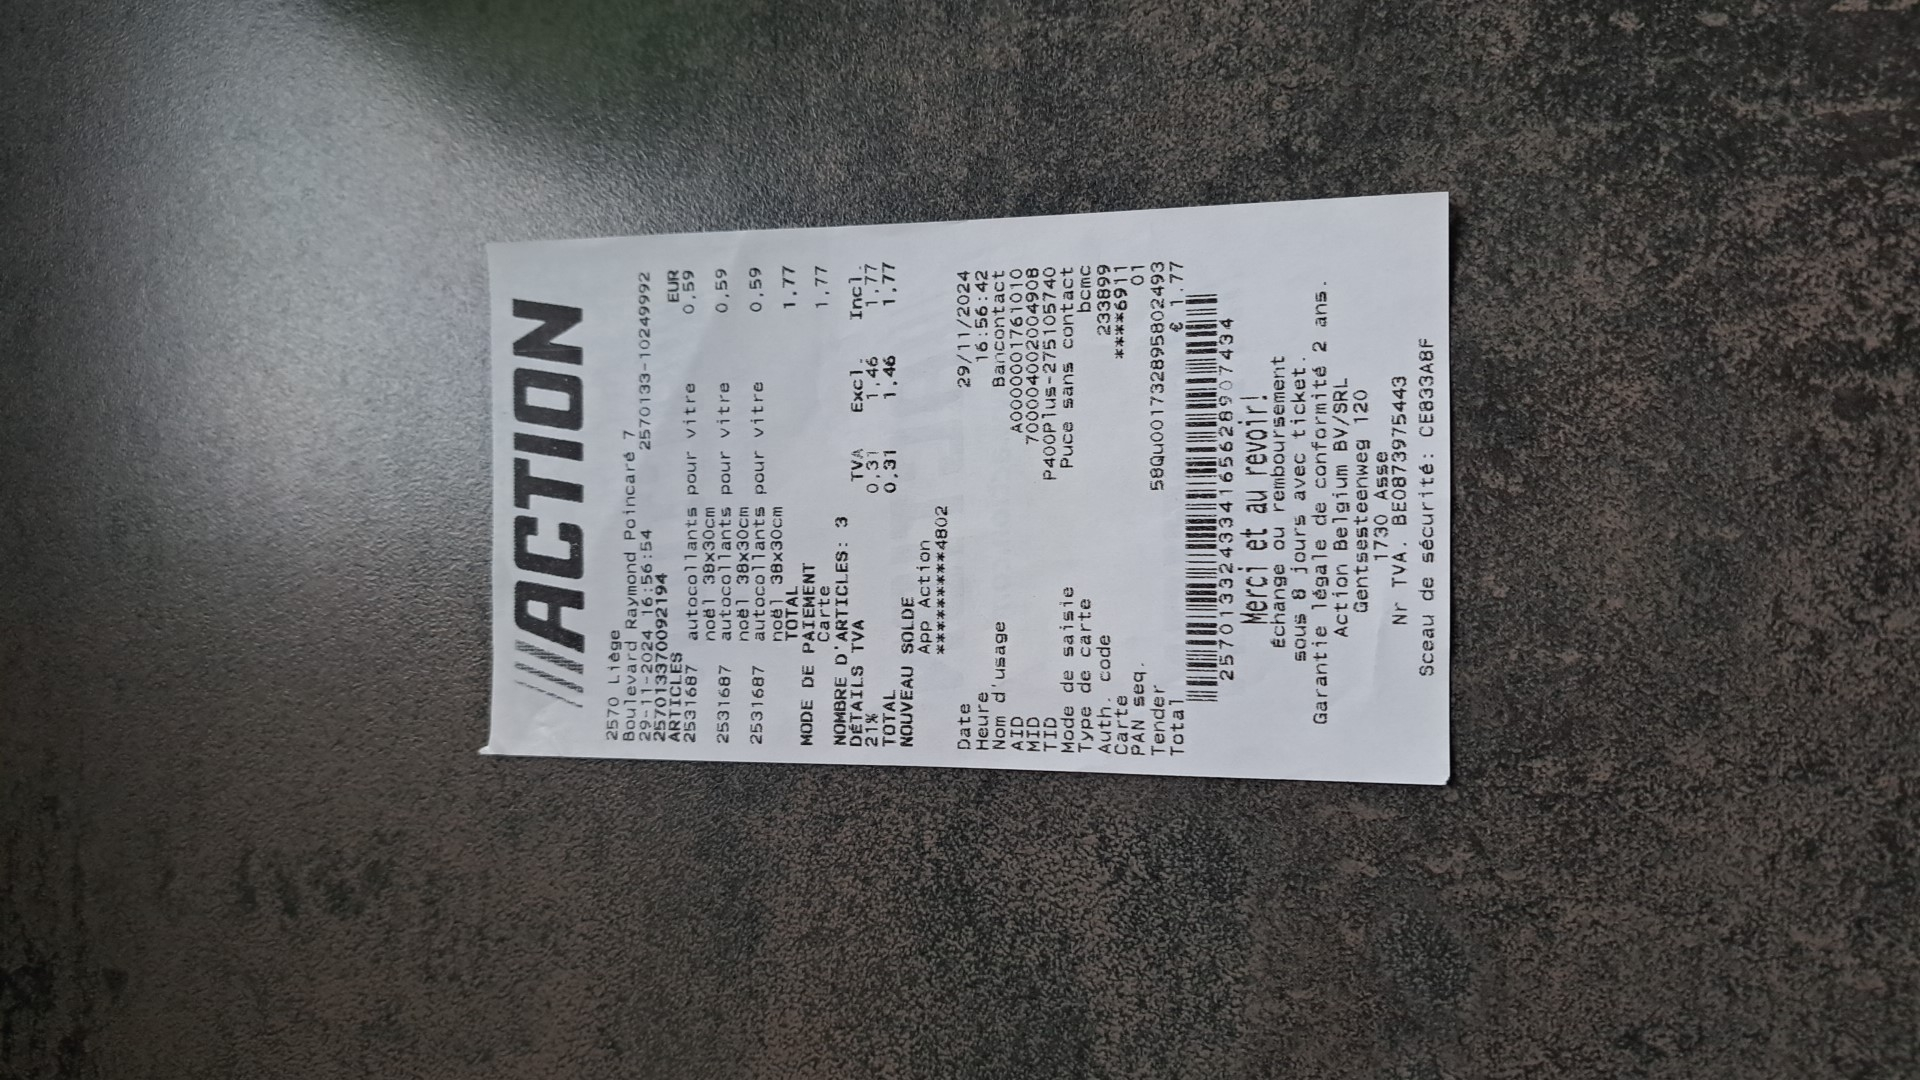 ///ACTION
2570 Liège
Boulevard Raymond Poincaré 7
29-11-2024 16:56:54 2570133-10249992
257013370092194
ARTICLES EUR
2531687 autocollants pour vitre 0,59
noël 38x30cm
2531687 autocollants pour vitre 0,59
noël 38x30cm
2531687 autocollants pour vitre 0,59
noël 38x30cm
TOTAL 1,77
MODE DE PAIEMENT
Carte 1,77
NOMBRE D'ARTICLES: 3
DÉTAILS TVA TVA Excl. Incl.
21% 0,31 1,46 1,77
TOTAL 0,31 1,46 1,77
NOUVEAU SOLDE
App Action
*********4802
Date 29/11/2024
Heure 16:56:42
Nom d'usage Bancontact
AID A0000001761010
MID 700004002004908
TID P400Plus-275105740
Mode de saisie Puce sans contact
Type de carte bcmc
Auth. code 233899
Carte ****6911
PAN seq. 01
Tender 58QU001732895802493
Total € 1.77
Merci et au revoir!
Échange ou remboursement
sous 8 jours avec ticket.
Garantie légale de conformité 2 ans.
Action Belgium BV/SRL
Gentsesteenweg 120
1730 Asse
Nr TVA. BE0873975443
Sceau de sécurité: CE833A8F